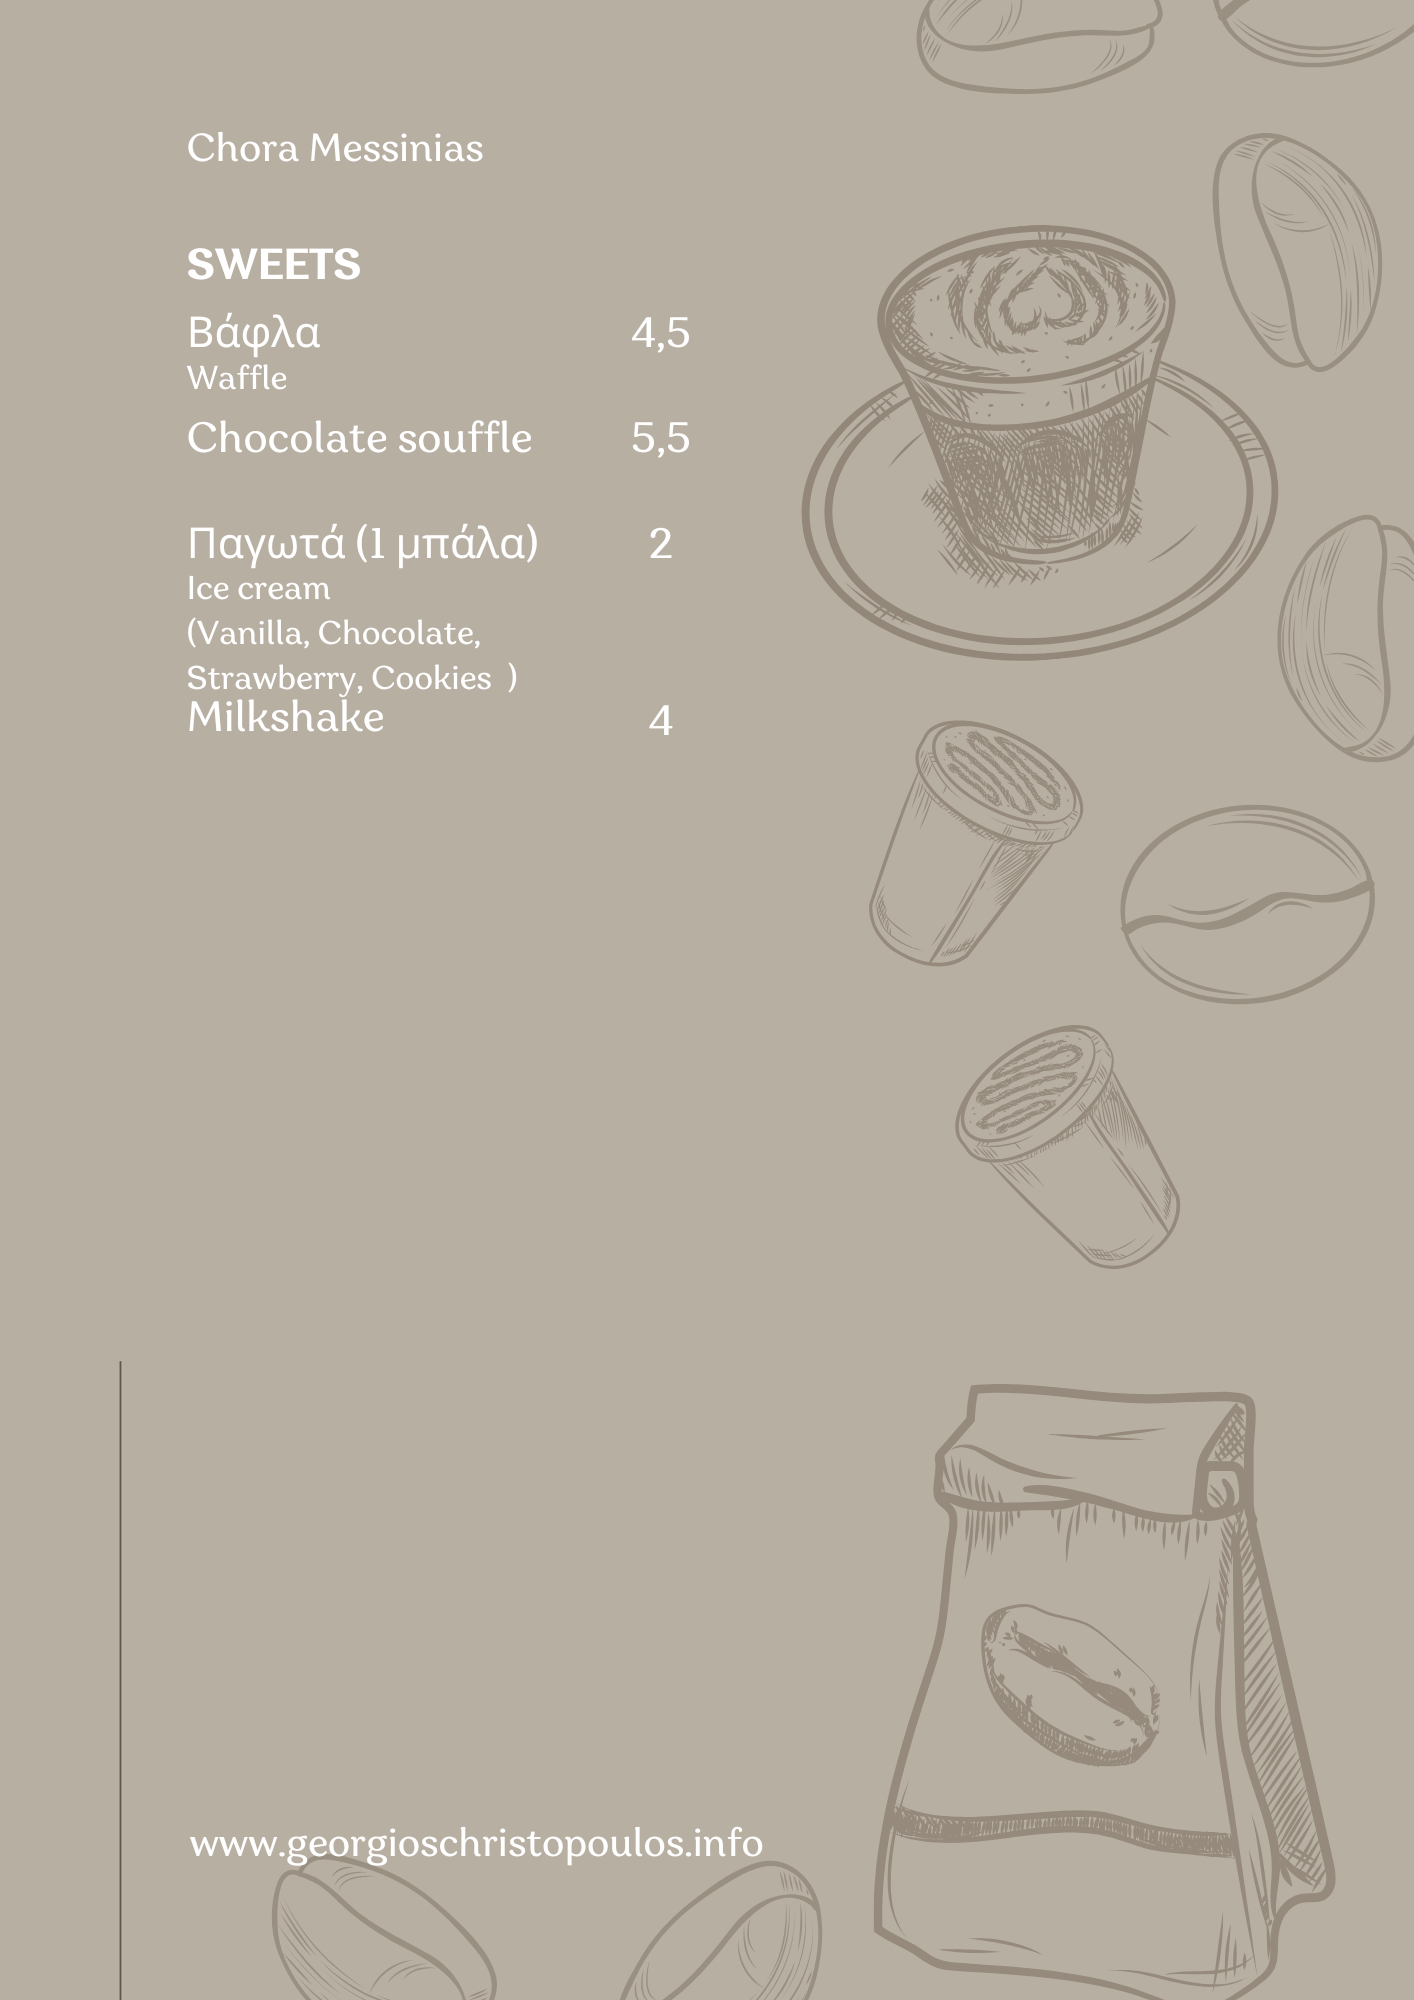 Chora Messinias
SWEETS
Βάφλα 4,5
Waffle
Chocolate souffle 5,5
Παγωτά (1 μπάλα) 2
Ice cream
(Vanilla, Chocolate,
Strawberry, Cookies )
Milkshake 4
www.georgioschristopoulos.info